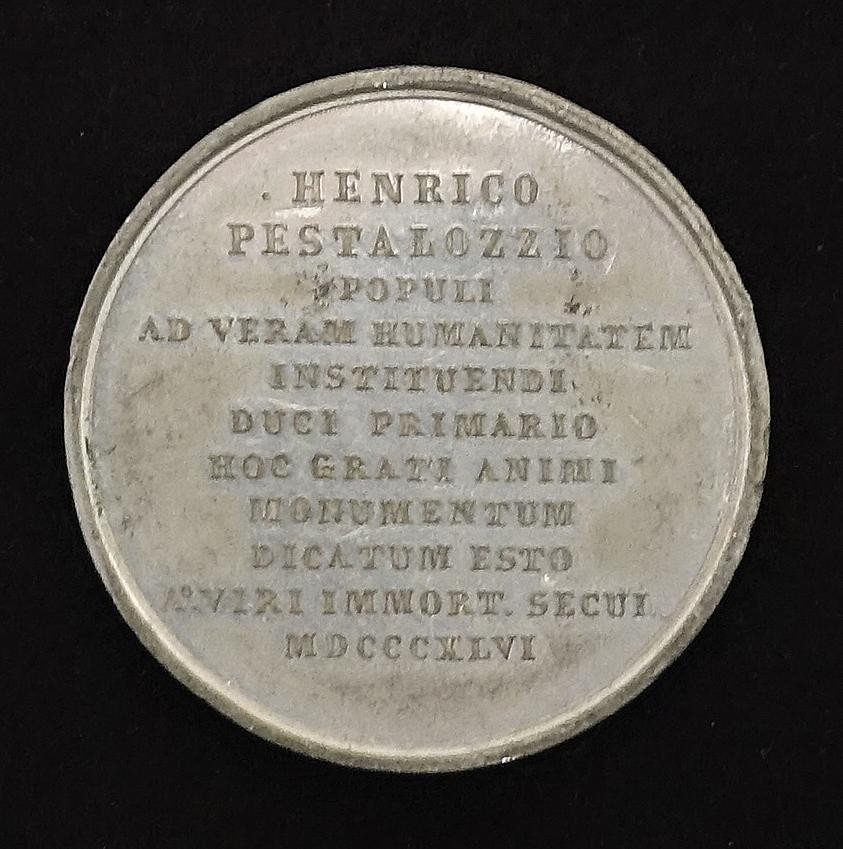 HENRICO
PESTALOZZIO
POPULI
AD VERAM HUMANITATEM
INSTITUENDI
DUCI PRIMARIO
HOC GRATI ANIMI
MONUMENTUM
DICATUM ESTO
Aº VIRI IMMORT. SECUL.
MDCCCXLVI